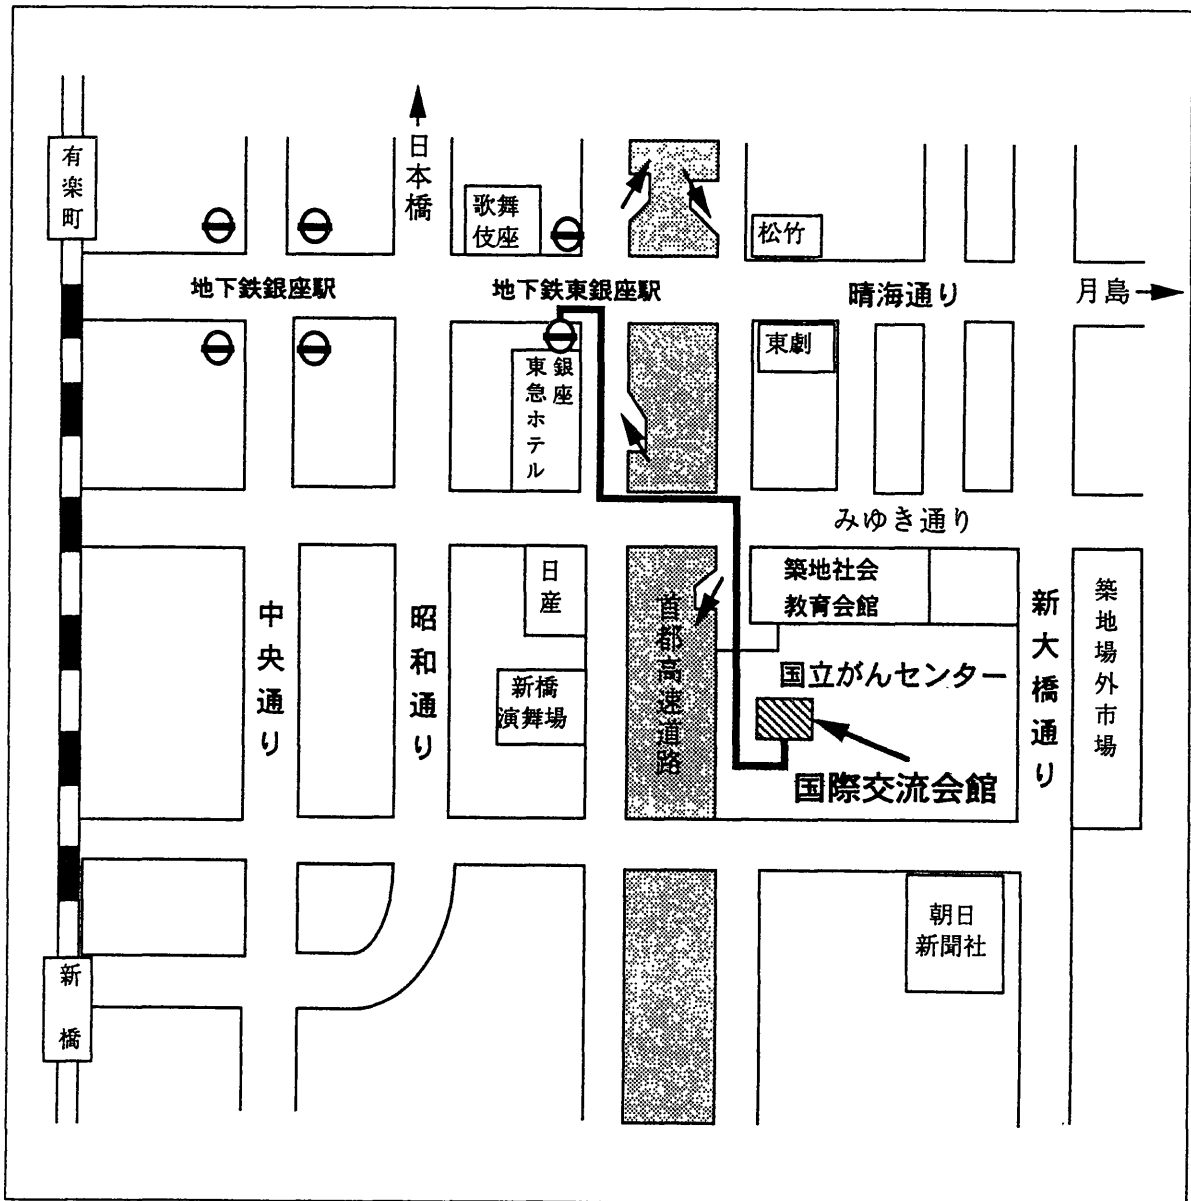 有楽町
日本橋
歌舞
伎座
松竹
地下鉄銀座駅
地下鉄東銀座駅
晴海通り
月島
東劇
銀座
東急ホテル
みゆき通り
日産
築地社会
教育会館
中央通り
昭和通り
首都高速道路
新大橋通り
築地場外市場
新橋
演舞場
国立がんセンター
国際交流会館
朝日
新聞社
新橋